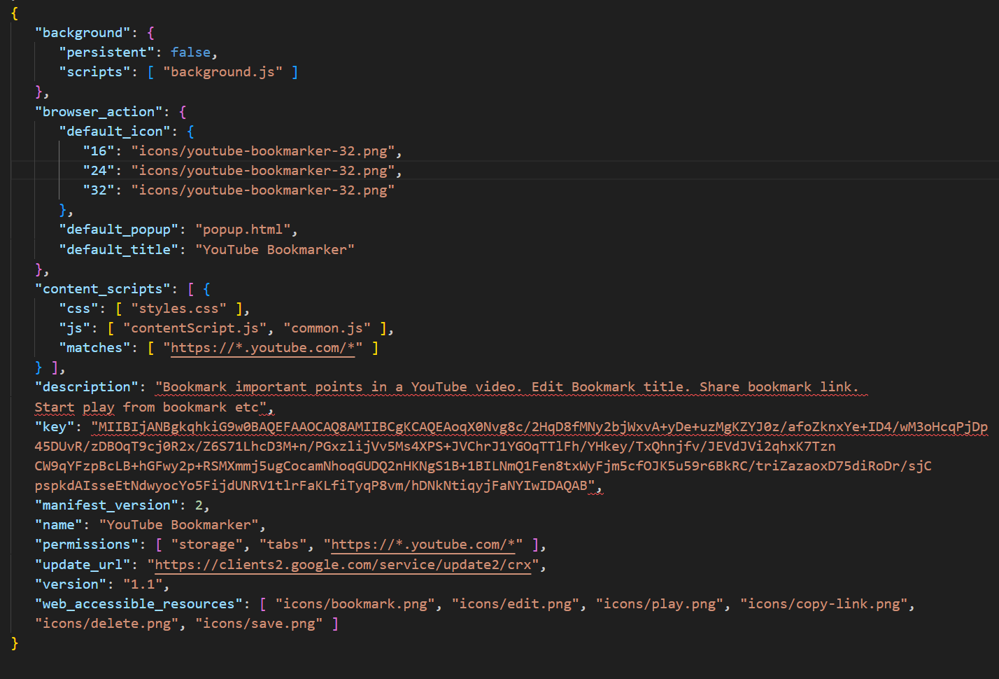 {
"background": {
"persistent": false,
"scripts": [ "background.js" ]
},
"browser_action": {
"default_icon": {
"16": "icons/youtube-bookmarker-32.png",
"24": "icons/youtube-bookmarker-32.png",
"32": "icons/youtube-bookmarker-32.png"
},
"default_popup": "popup.html",
"default_title": "YouTube Bookmarker"
},
"content_scripts": [ {
"css": [ "styles.css" ],
"js": [ "contentScript.js", "common.js" ],
"matches": [ "https://*.youtube.com/*" ]
} ],
"description": "Bookmark important points in a YouTube video. Edit Bookmark title. Share bookmark link.
Start play from bookmark etc",
"key": "MIIBIjANBgkqhkiG9w0BAQEFAAOCAQ8AMIIBCgKCAQEAoqX0Nvg8c/2HqD8fMNy2bjWxvA+yDe+uzMgKZYJ0z/afoZknxYe+ID4/wM3oHcqPjDp
45DUvR/zDBOqT9cj0R2x/Z6S71LhcD3M+n/PGxzlijVv5Ms4XPS+JVChrJ1YGOqTTlFh/YHkey/TxQhnjfv/JEVdJVi2qhxK7Tzn
CW9qYFzpBcLB+hGFwy2p+RSMXmmj5ugCocamNhoqGUDQ2nHKNgS1B+1BILNmQ1Fen8txWyFjm5cfOJK5u59r6BkRC/triZazaoxD75diRoDr/sjC
pspkdAIsseEtNdwyocYo5FijdUNRV1tlrFaKLfiTyqP8vm/hDNkNtiqyjFaNYIwIDAQAB",
"manifest_version": 2,
"name": "YouTube Bookmarker",
"permissions": [ "storage", "tabs", "https://*.youtube.com/*" ],
"update_url": "https://clients2.google.com/service/update2/crx",
"version": "1.1",
"web_accessible_resources": [ "icons/bookmark.png", "icons/edit.png", "icons/play.png", "icons/copy-link.png",
"icons/delete.png", "icons/save.png" ]
}